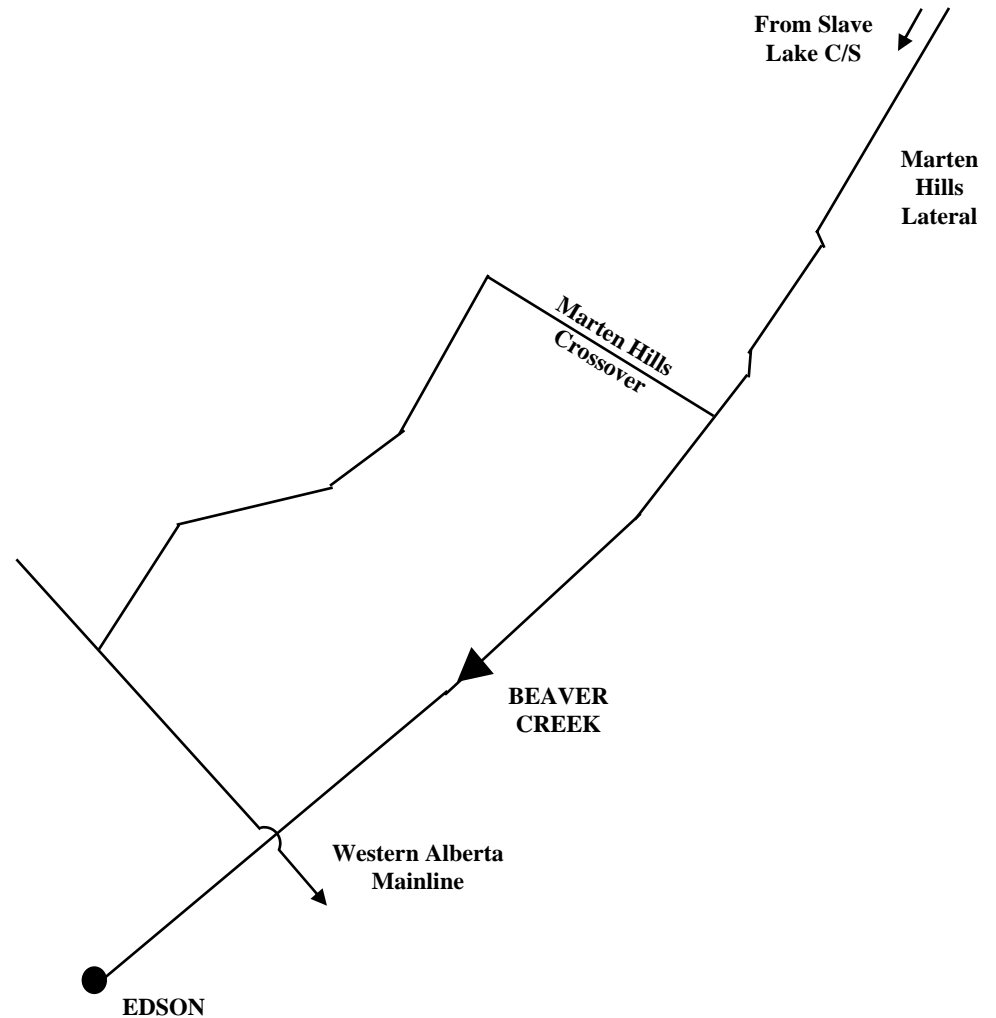 From Slave
Lake C/S
Marten
Hills
Lateral
Marten Hills
Crossover
BEAVER
CREEK
Western Alberta
Mainline
EDSON